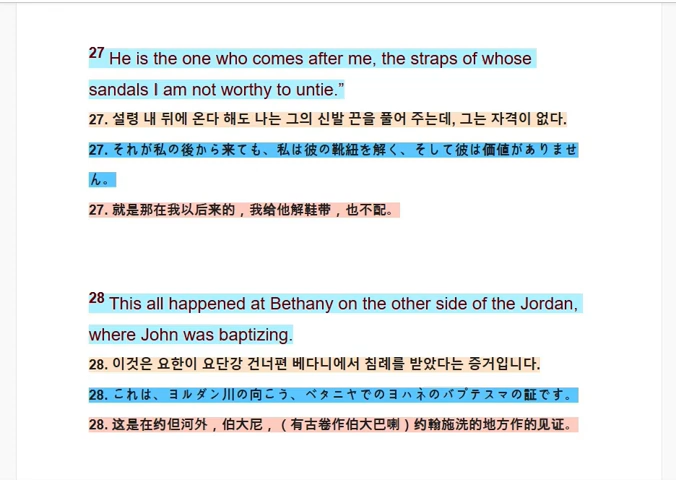 27 He is the one who comes after me, the straps of whose
sandals I am not worthy to untie.”
27. 설령 내 뒤에 온다 해도 나는 그의 신발 끈을 풀어 주는데, 그는 자격이 없다.
27. それが私の後から来ても、私は彼の靴紐を解く、そして彼は価値がありませ
ん。
27. 就是那在我以后来的，我给他解鞋带，也不配。
28 This all happened at Bethany on the other side of the Jordan,
where John was baptizing.
28. 이것은 요한이 요단강 건너편 베다니에서 침례를 받았다는 증거입니다.
28. これは、ヨルダン川の向こう、ベタニヤでのヨハネのバプテスマの証です。
28. 这是在约但河外，伯大尼，（有古卷作伯大巴喇）约翰施洗的地方作的见证。